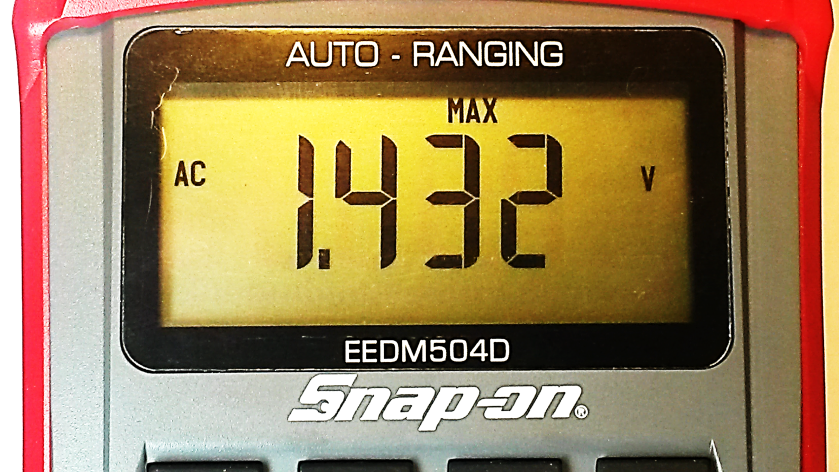 AUTO - RANGING
MAX
AC 1.432 V
EEDM504D
Snap-on®